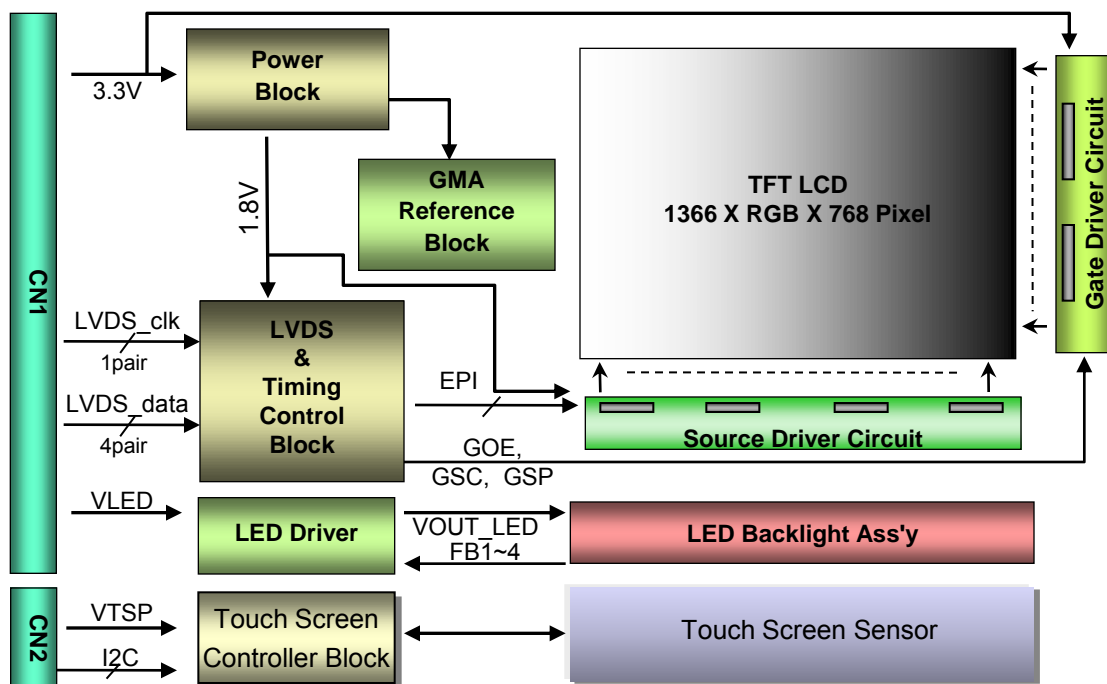 CN1
3.3V
Power
Block
1.8V
GMA
Reference
Block
TFT LCD
1366 X RGB X 768 Pixel
Gate Driver Circuit
LVDS_clk
1pair
LVDS_data
4pair
LVDS
&
Timing
Control
Block
EPI
Source Driver Circuit
GOE,
GSC, GSP
VLED
LED Driver
VOUT_LED
FB1~4
LED Backlight Ass'y
CN2
VTSP
I2C
Touch Screen
Controller Block
Touch Screen Sensor